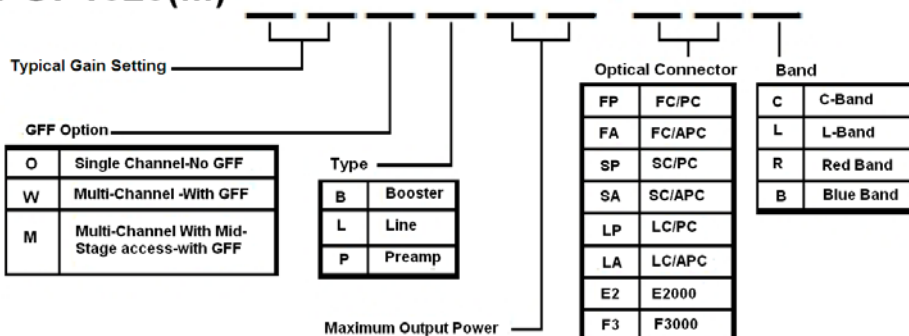 Typical Gain Setting
GFF Option
O Single Channel-No GFF
W Multi-Channel -With GFF
M Multi-Channel With Mid-
Stage access-with GFF
Type
B Booster
L Line
P Preamp
Maximum Output Power
Optical Connector
FP FC/PC
FA FC/APC
SP SC/PC
SA SC/APC
LP LC/PC
LA LC/APC
E2 E2000
F3 F3000
Band
C C-Band
L L-Band
R Red Band
B Blue Band